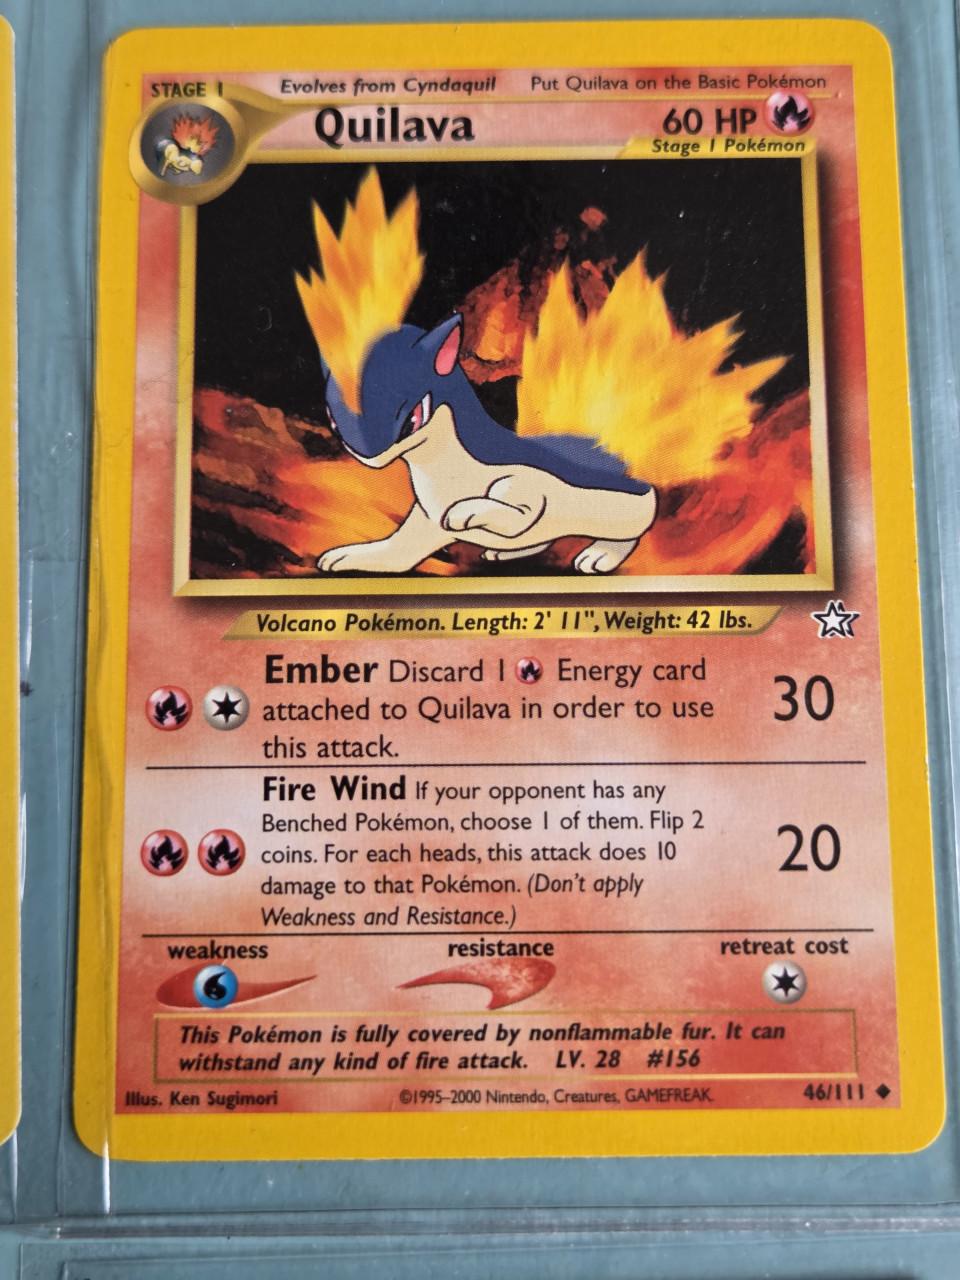 STAGE 1 Evolves from Cyndaquil Put Quilava on the Basic Pokémon
Quilava 60 HP
Stage 1 Pokémon
Volcano Pokémon. Length: 2' 11", Weight: 42 lbs.
Ember Discard 1 Energy card
attached to Quilava in order to use
this attack.
30
Fire Wind If your opponent has any
Benched Pokémon, choose 1 of them. Flip 2
coins. For each heads, this attack does 10
damage to that Pokémon. (Don't apply
Weakness and Resistance.)
20
weakness resistance retreat cost
This Pokémon is fully covered by nonflammable fur. It can
withstand any kind of fire attack. LV. 28 #156
Illus. Ken Sugimori ©1995–2000 Nintendo, Creatures, GAMEFREAK. 46/111